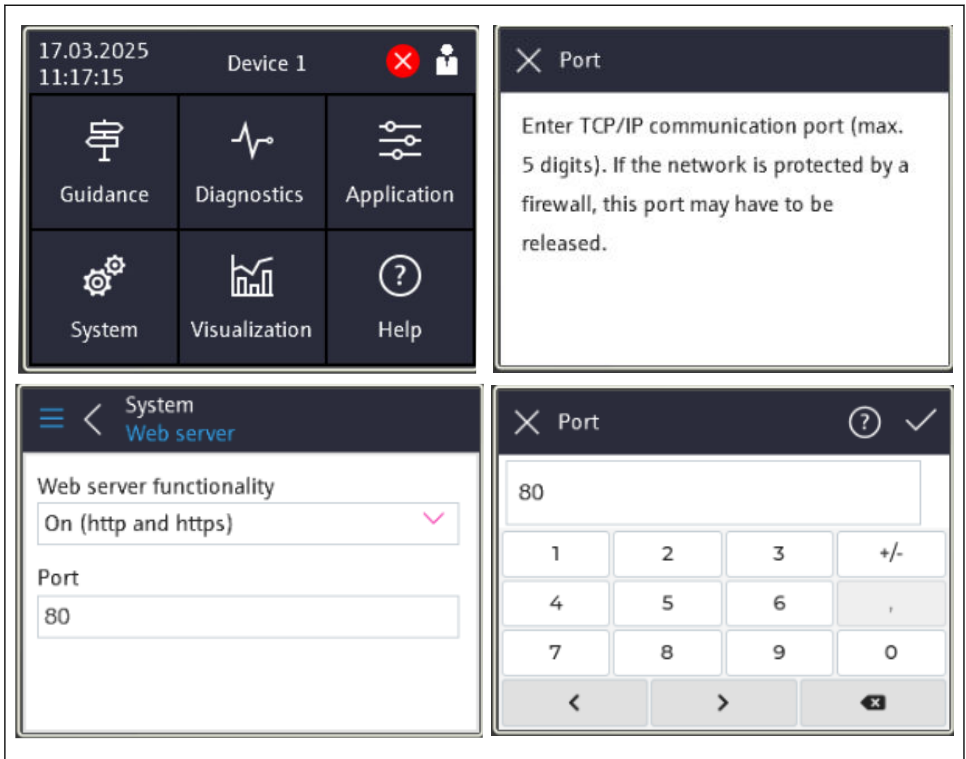 17.03.2025
11:17:15
Device 1
Guidance
Diagnostics
Application
System
Visualization
? Help
Port
Enter TCP/IP communication port (max.
5 digits). If the network is protected by a
firewall, this port may have to be
released.
System
Web server
Web server functionality
On (http and https)
Port
80
Port ?
80
1 2 3 +/-
4 5 6 ,
7 8 9 0
< >